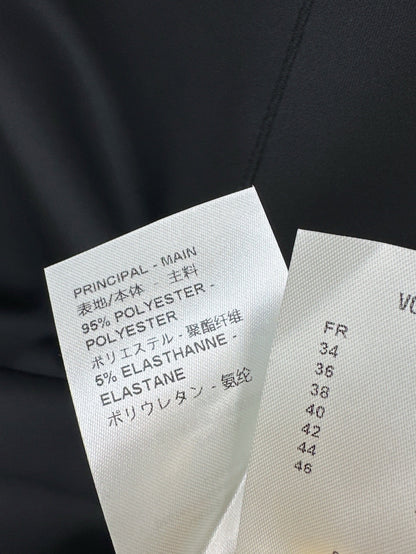 PRINCIPAL - MAIN
表地/本体 - 主料
95% POLYESTER -
POLYESTER
ポリエステル - 聚酯纤维
5% ELASTHANNE -
ELASTANE
ポリウレタン - 氨纶
FR
34
36
38
40
42
44
46